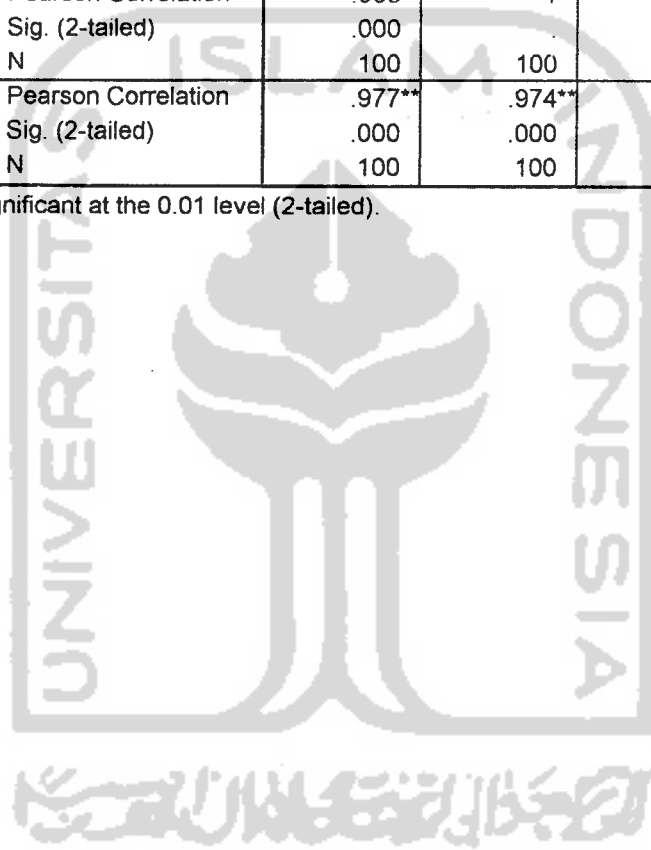 Sig. (2-tailed) .000 .
N 100 100
Pearson Correlation .977** .974**
Sig. (2-tailed) .000 .000
N 100 100
gnificant at the 0.01 level (2-tailed).
UNIVERSITAS
ISLAM
INDONESIA